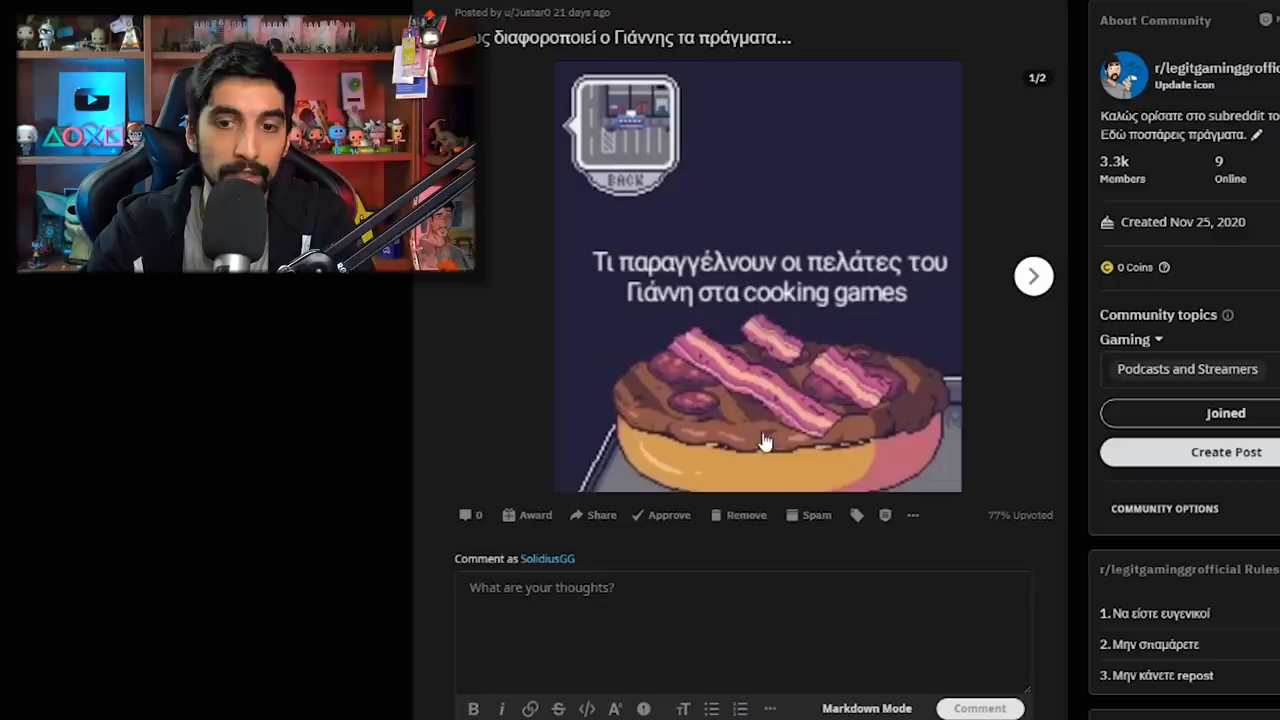 Posted by u/Justar0 21 days ago
διαφοροποιεί ο Γιάννης τα πράγματα...
1/2
BACK
Τι παραγγέλνουν οι πελάτες του
Γιάννη στα cooking games
0 Award Share Approve Remove Spam 77% Upvoted
Comment as SolidiusGG
What are your thoughts?
Markdown Mode Comment
About Community
Update icon
Καλώς ορίσατε στο subreddit
Εδώ ποστάρεις πράγματα.
3.3k 9
Members Online
Created Nov 25, 2020
0 Coins
Community topics
Gaming
Podcasts and Streamers
Joined
Create Post
COMMUNITY OPTIONS
r/legitgaminggrofficial Rules
1. Να είστε ευγενικοί
2. Μην σπαμάρετε
3. Μην κάνετε repost